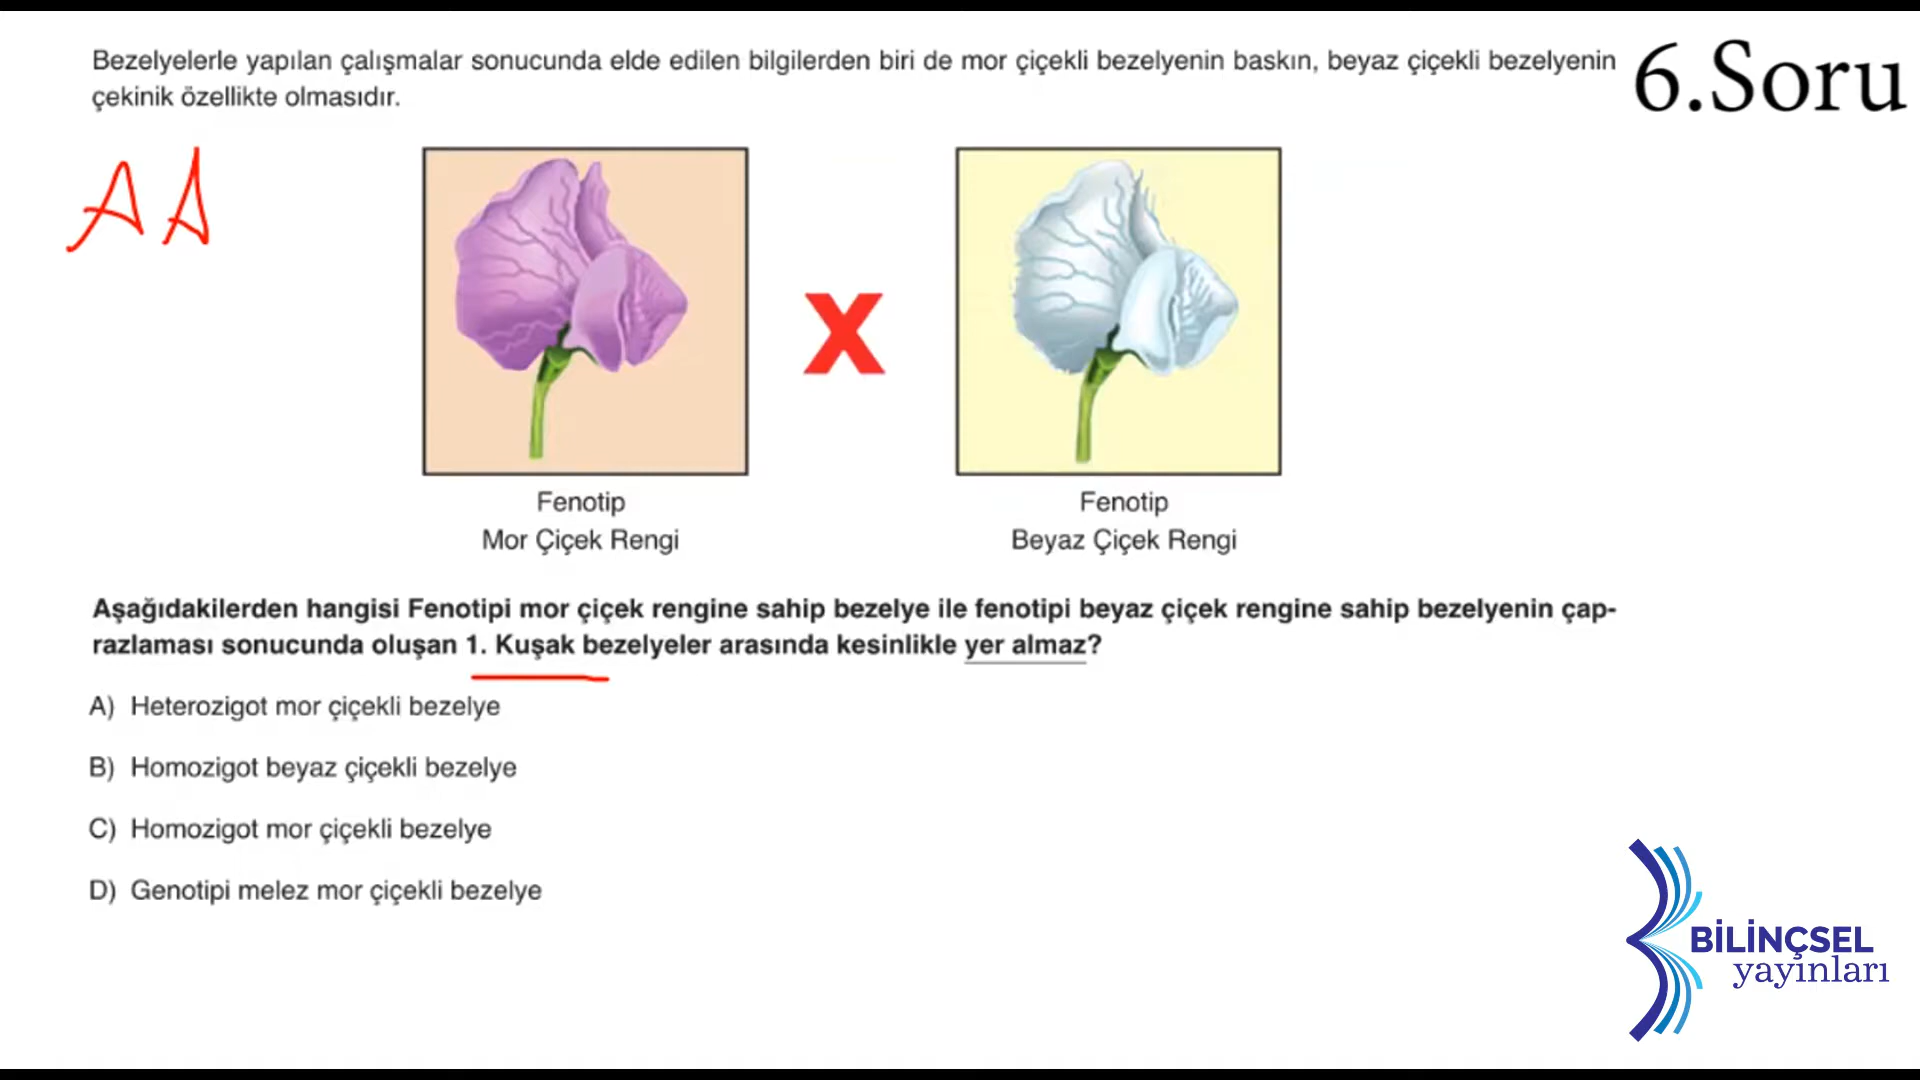 Bezelyelerle yapılan çalışmalar sonucunda elde edilen bilgilerden biri de mor çiçekli bezelyenin baskın, beyaz çiçekli bezelyenin
çekinik özellikte olmasıdır.
6.Soru
AA
X
Fenotip
Mor Çiçek Rengi
Fenotip
Beyaz Çiçek Rengi
Aşağıdakilerden hangisi Fenotipi mor çiçek rengine sahip bezelye ile fenotipi beyaz çiçek rengine sahip bezelyenin çap-
razlaması sonucunda oluşan 1. Kuşak bezelyeler arasında kesinlikle yer almaz?
A) Heterozigot mor çiçekli bezelye
B) Homozigot beyaz çiçekli bezelye
C) Homozigot mor çiçekli bezelye
D) Genotipi melez mor çiçekli bezelye
BİLİNÇSEL
yayınları